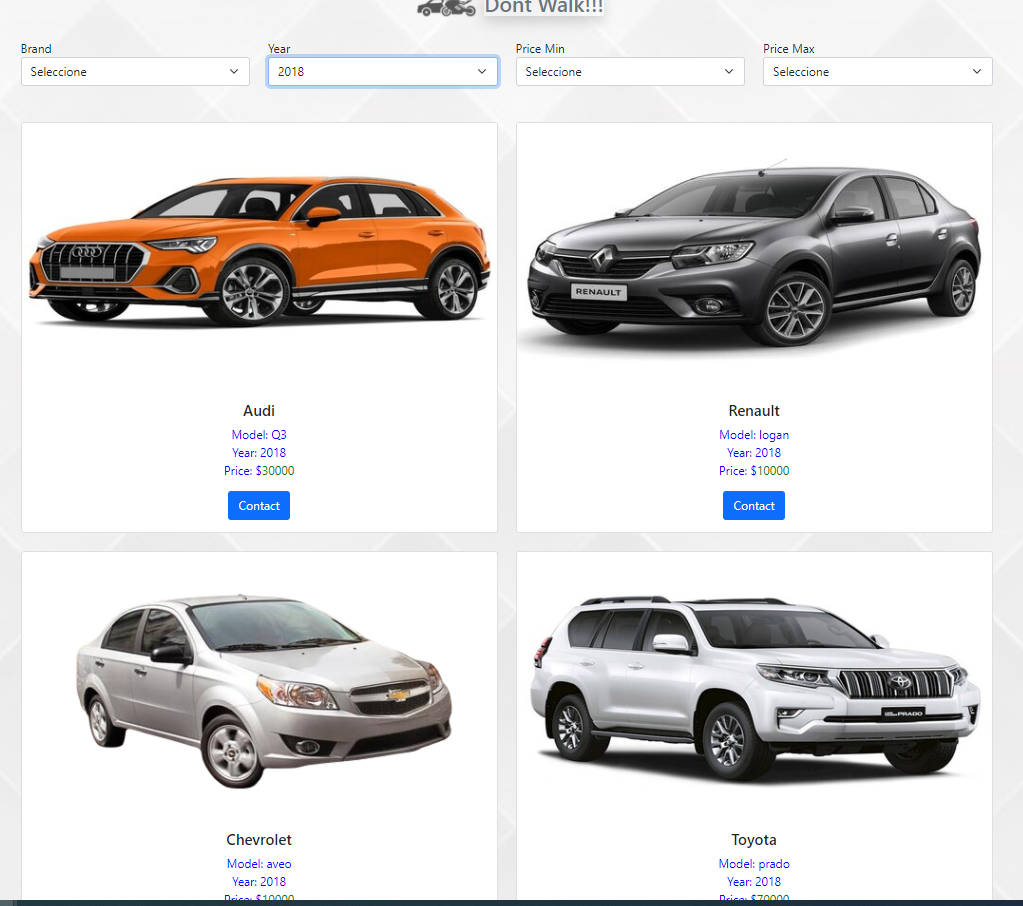 Dont Walk!!!
Brand
Year
Price Min
Price Max
Seleccione
2018
Seleccione
Seleccione
RENAULT
Audi
Model: Q3
Year: 2018
Price: $30000
Contact
Renault
Model: logan
Year: 2018
Price: $10000
Contact
PRADO
Chevrolet
Model: aveo
Year: 2018
Price: $10000
Toyota
Model: prado
Year: 2018
Price: $70000